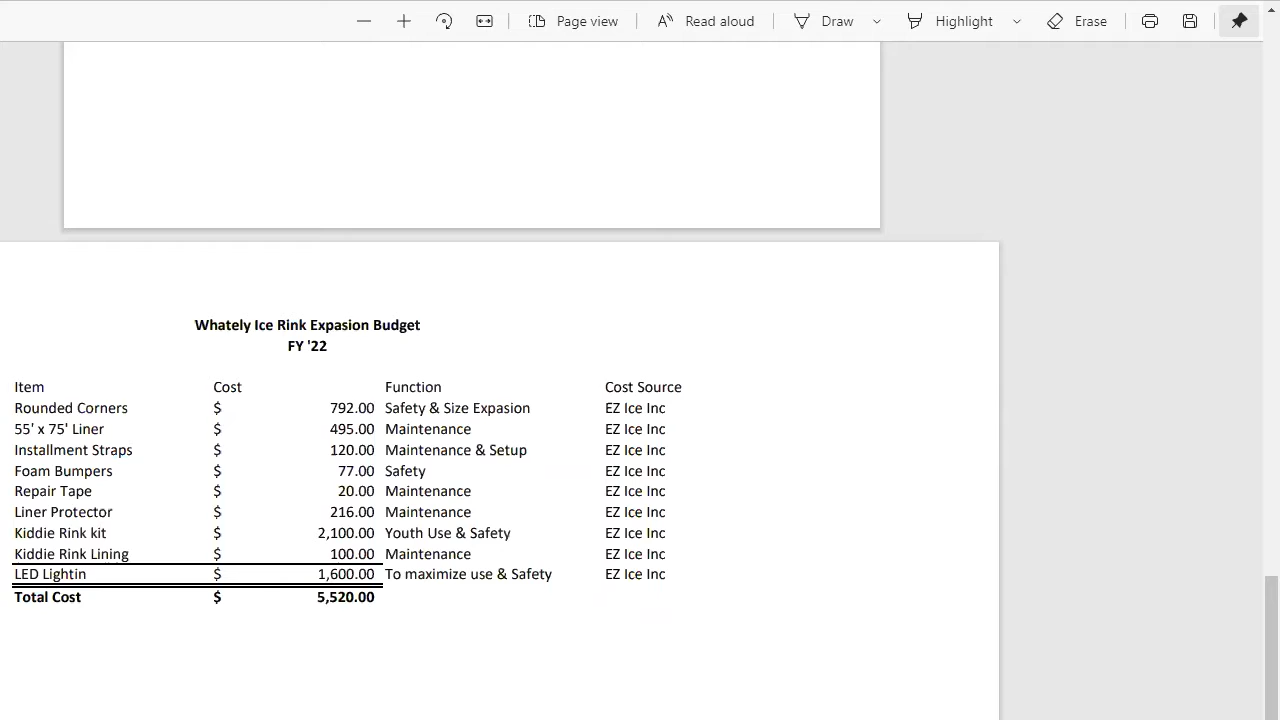 Page view Read aloud Draw Highlight Erase
Whately Ice Rink Expasion Budget
FY '22
Item Cost Function Cost Source
Rounded Corners $ 792.00 Safety & Size Expasion EZ Ice Inc
55' x 75' Liner $ 495.00 Maintenance EZ Ice Inc
Installment Straps $ 120.00 Maintenance & Setup EZ Ice Inc
Foam Bumpers $ 77.00 Safety EZ Ice Inc
Repair Tape $ 20.00 Maintenance EZ Ice Inc
Liner Protector $ 216.00 Maintenance EZ Ice Inc
Kiddie Rink kit $ 2,100.00 Youth Use & Safety EZ Ice Inc
Kiddie Rink Lining $ 100.00 Maintenance EZ Ice Inc
LED Lightin $ 1,600.00 To maximize use & Safety EZ Ice Inc
Total Cost $ 5,520.00